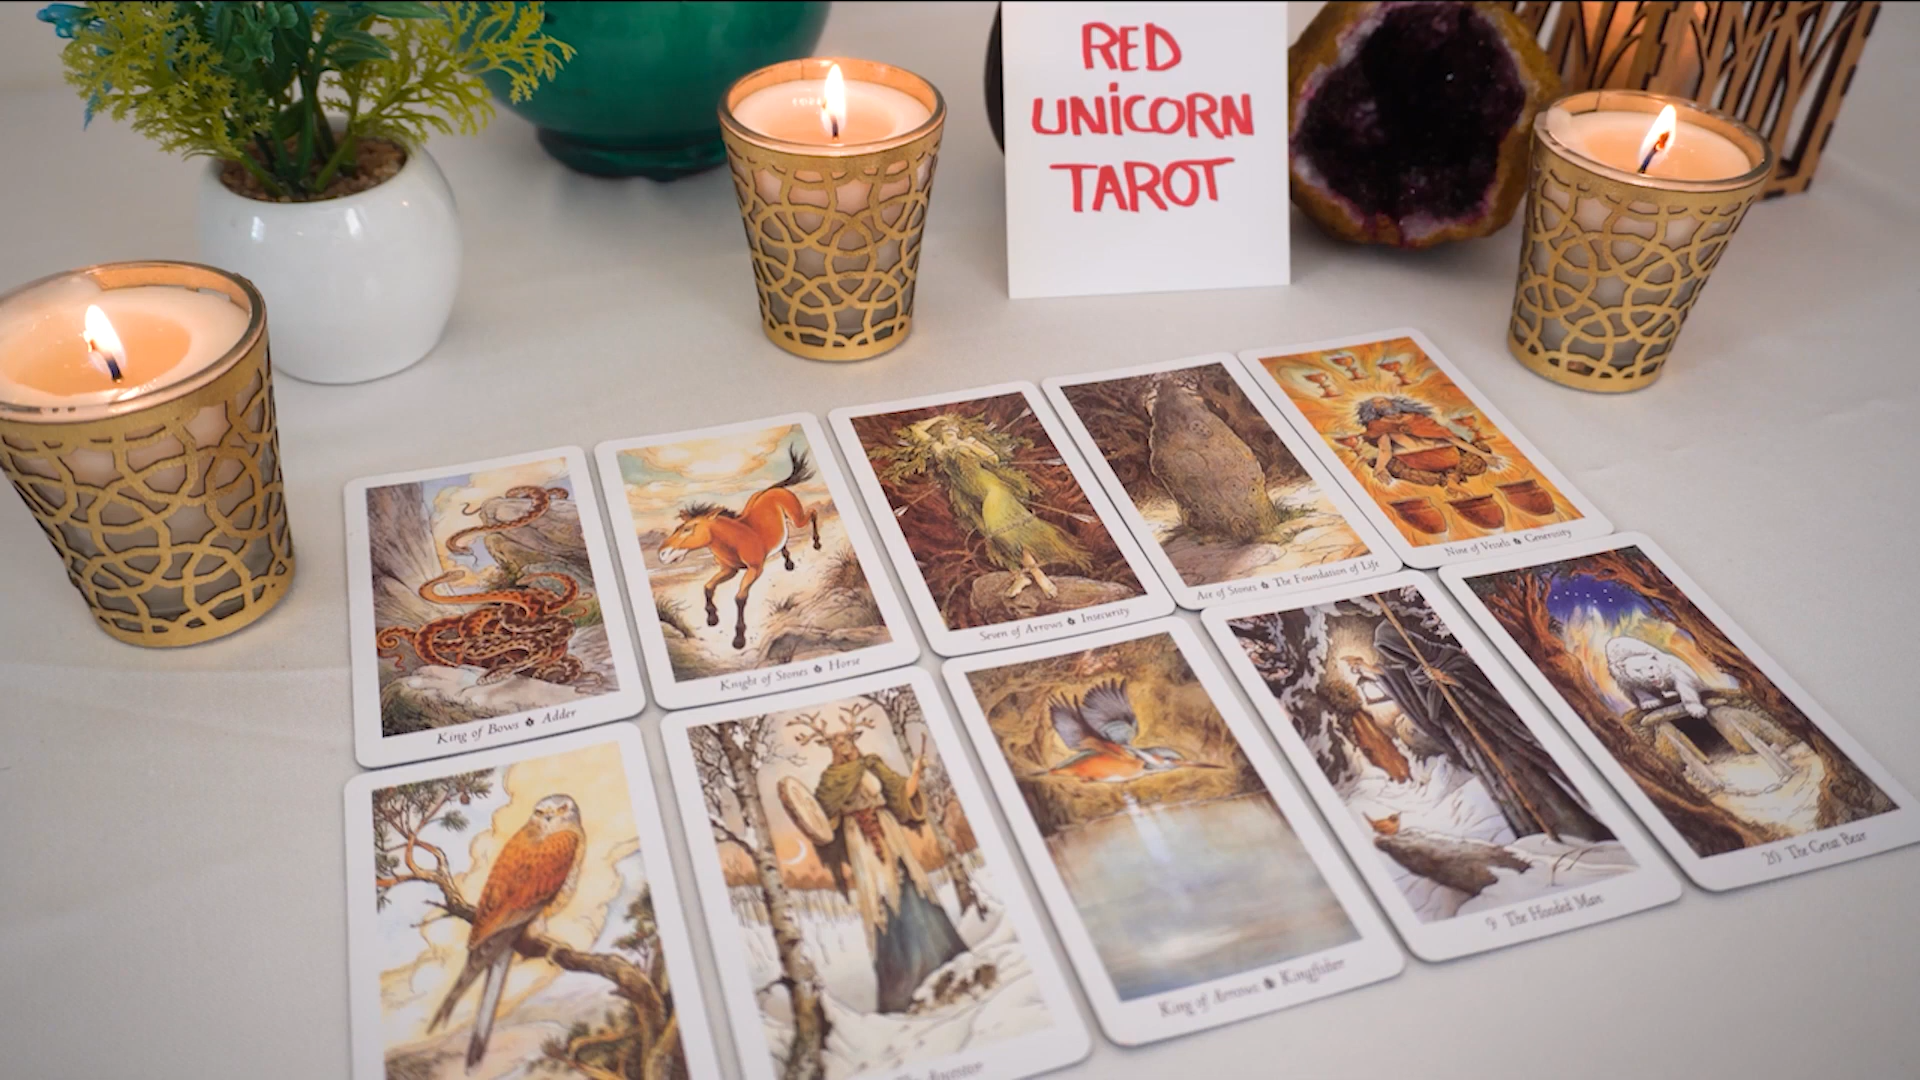 RED
UNICORN
TAROT
King of Bows Adder
Knight of Stones Horse
Seven of Arrows Insecurity
Ace of Stones The Foundation of Life
Nine of Vessels Generosity
The Ancestor
King of Arrows Kingfisher
9 The Hooded Man
20 The Great Bear